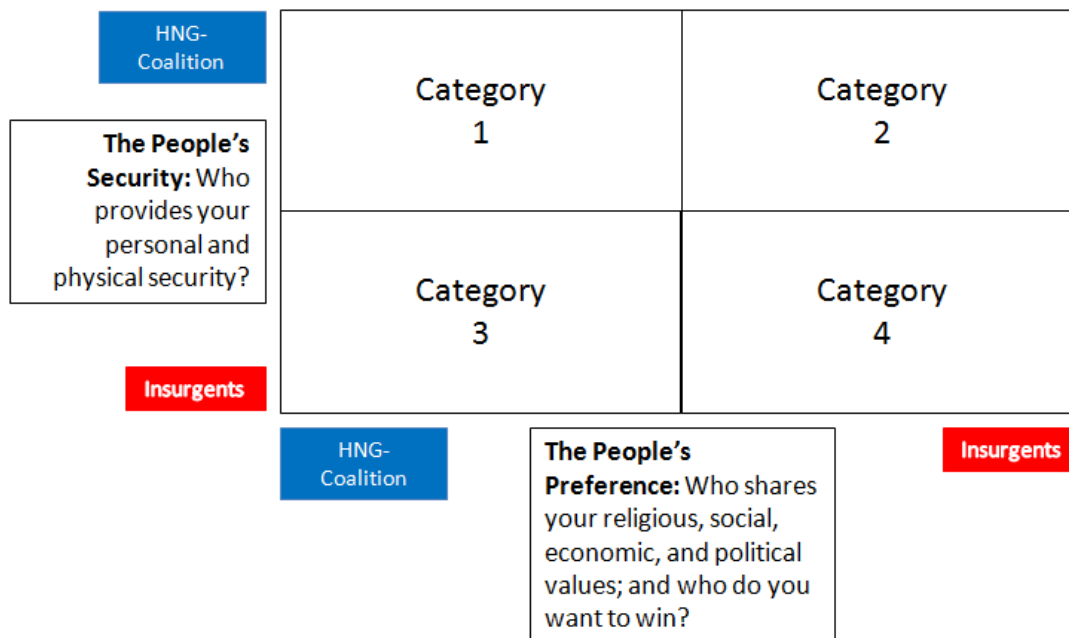 HNG-
Coalition
Category
1
Category
2
The People’s
Security: Who
provides your
personal and
physical security?
Category
3
Category
4
Insurgents
HNG-
Coalition
The People’s
Preference: Who shares
your religious, social,
economic, and political
values; and who do you
want to win?
Insurgents